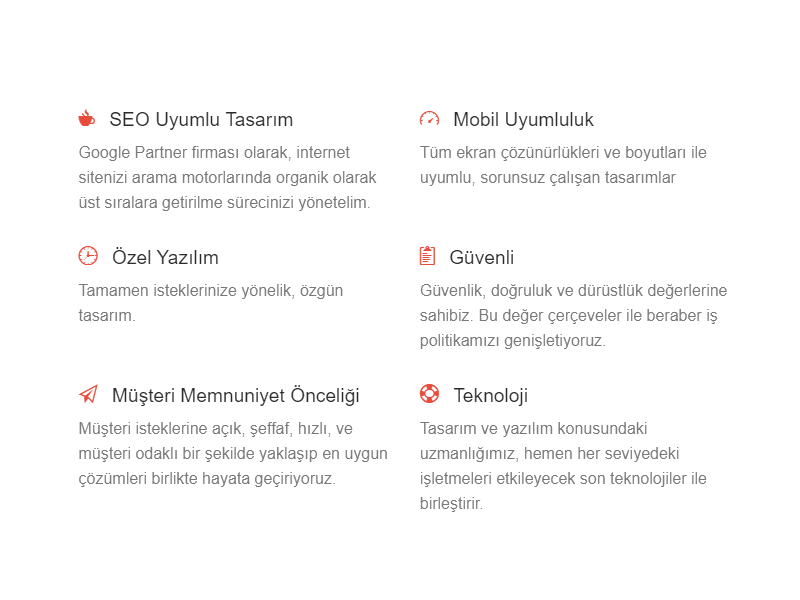 SEO Uyumlu Tasarım
Google Partner firması olarak, internet
sitenizi arama motorlarında organik olarak
üst sıralara getirilme sürecinizi yönetelim.
Mobil Uyumluluk
Tüm ekran çözünürlükleri ve boyutları ile
uyumlu, sorunsuz çalışan tasarımlar
Özel Yazılım
Tamamen isteklerinize yönelik, özgün
tasarım.
Güvenli
Güvenlik, doğruluk ve dürüstlük değerlerine
sahibiz. Bu değer çerçeveler ile beraber iş
politikamızı genişletiyoruz.
Müşteri Memnuniyet Önceliği
Müşteri isteklerine açık, şeffaf, hızlı, ve
müşteri odaklı bir şekilde yaklaşıp en uygun
çözümleri birlikte hayata geçiriyoruz.
Teknoloji
Tasarım ve yazılım konusundaki
uzmanlığımız, hemen her seviyedeki
işletmeleri etkileyecek son teknolojiler ile
birleştirir.